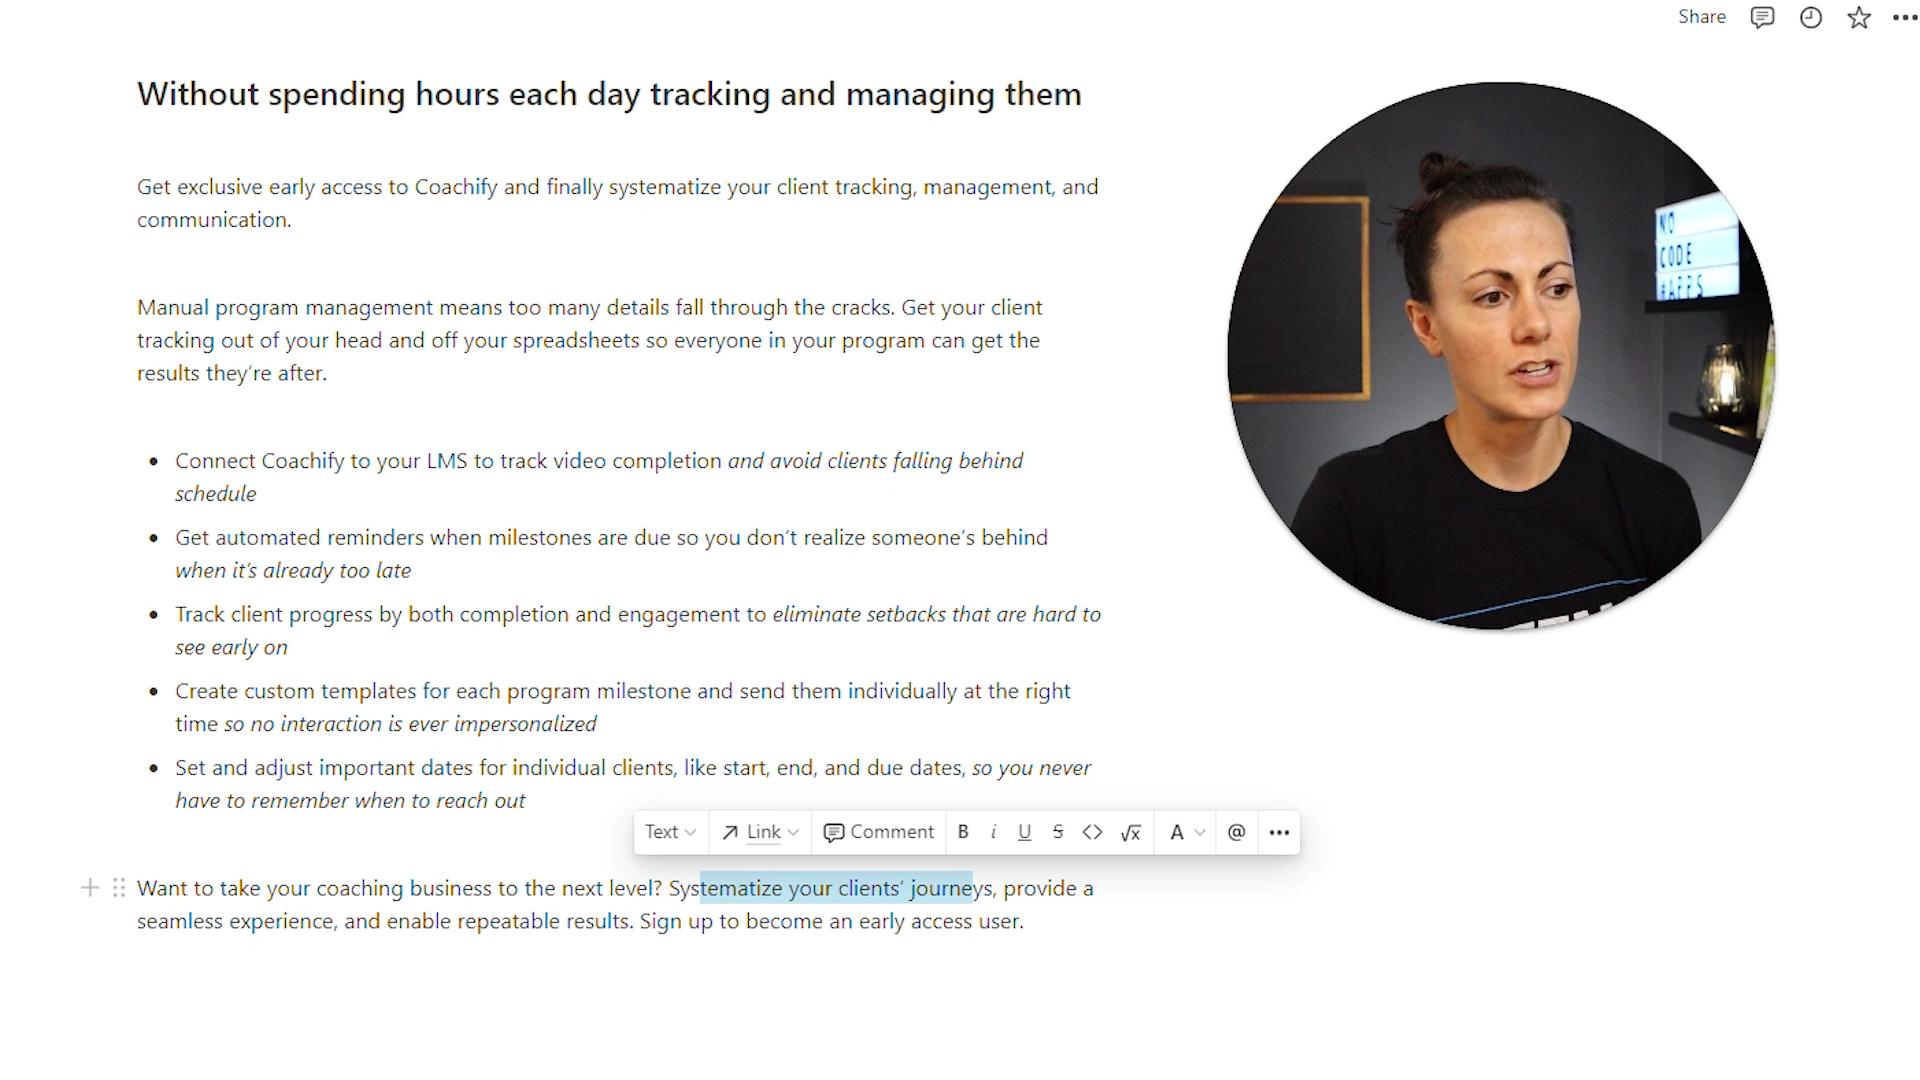 Share
Without spending hours each day tracking and managing them
Get exclusive early access to Coachify and finally systematize your client tracking, management, and
communication.
Manual program management means too many details fall through the cracks. Get your client
tracking out of your head and off your spreadsheets so everyone in your program can get the
results they’re after.
Connect Coachify to your LMS to track video completion and avoid clients falling behind
schedule
Get automated reminders when milestones are due so you don’t realize someone’s behind
when it’s already too late
Track client progress by both completion and engagement to eliminate setbacks that are hard to
see early on
Create custom templates for each program milestone and send them individually at the right
time so no interaction is ever impersonalized
Set and adjust important dates for individual clients, like start, end, and due dates, so you never
have to remember when to reach out
Text Link Comment B i U S <> √x A @ •••
Want to take your coaching business to the next level? Systematize your clients’ journeys, provide a
seamless experience, and enable repeatable results. Sign up to become an early access user.
NO
CODE
#APPS